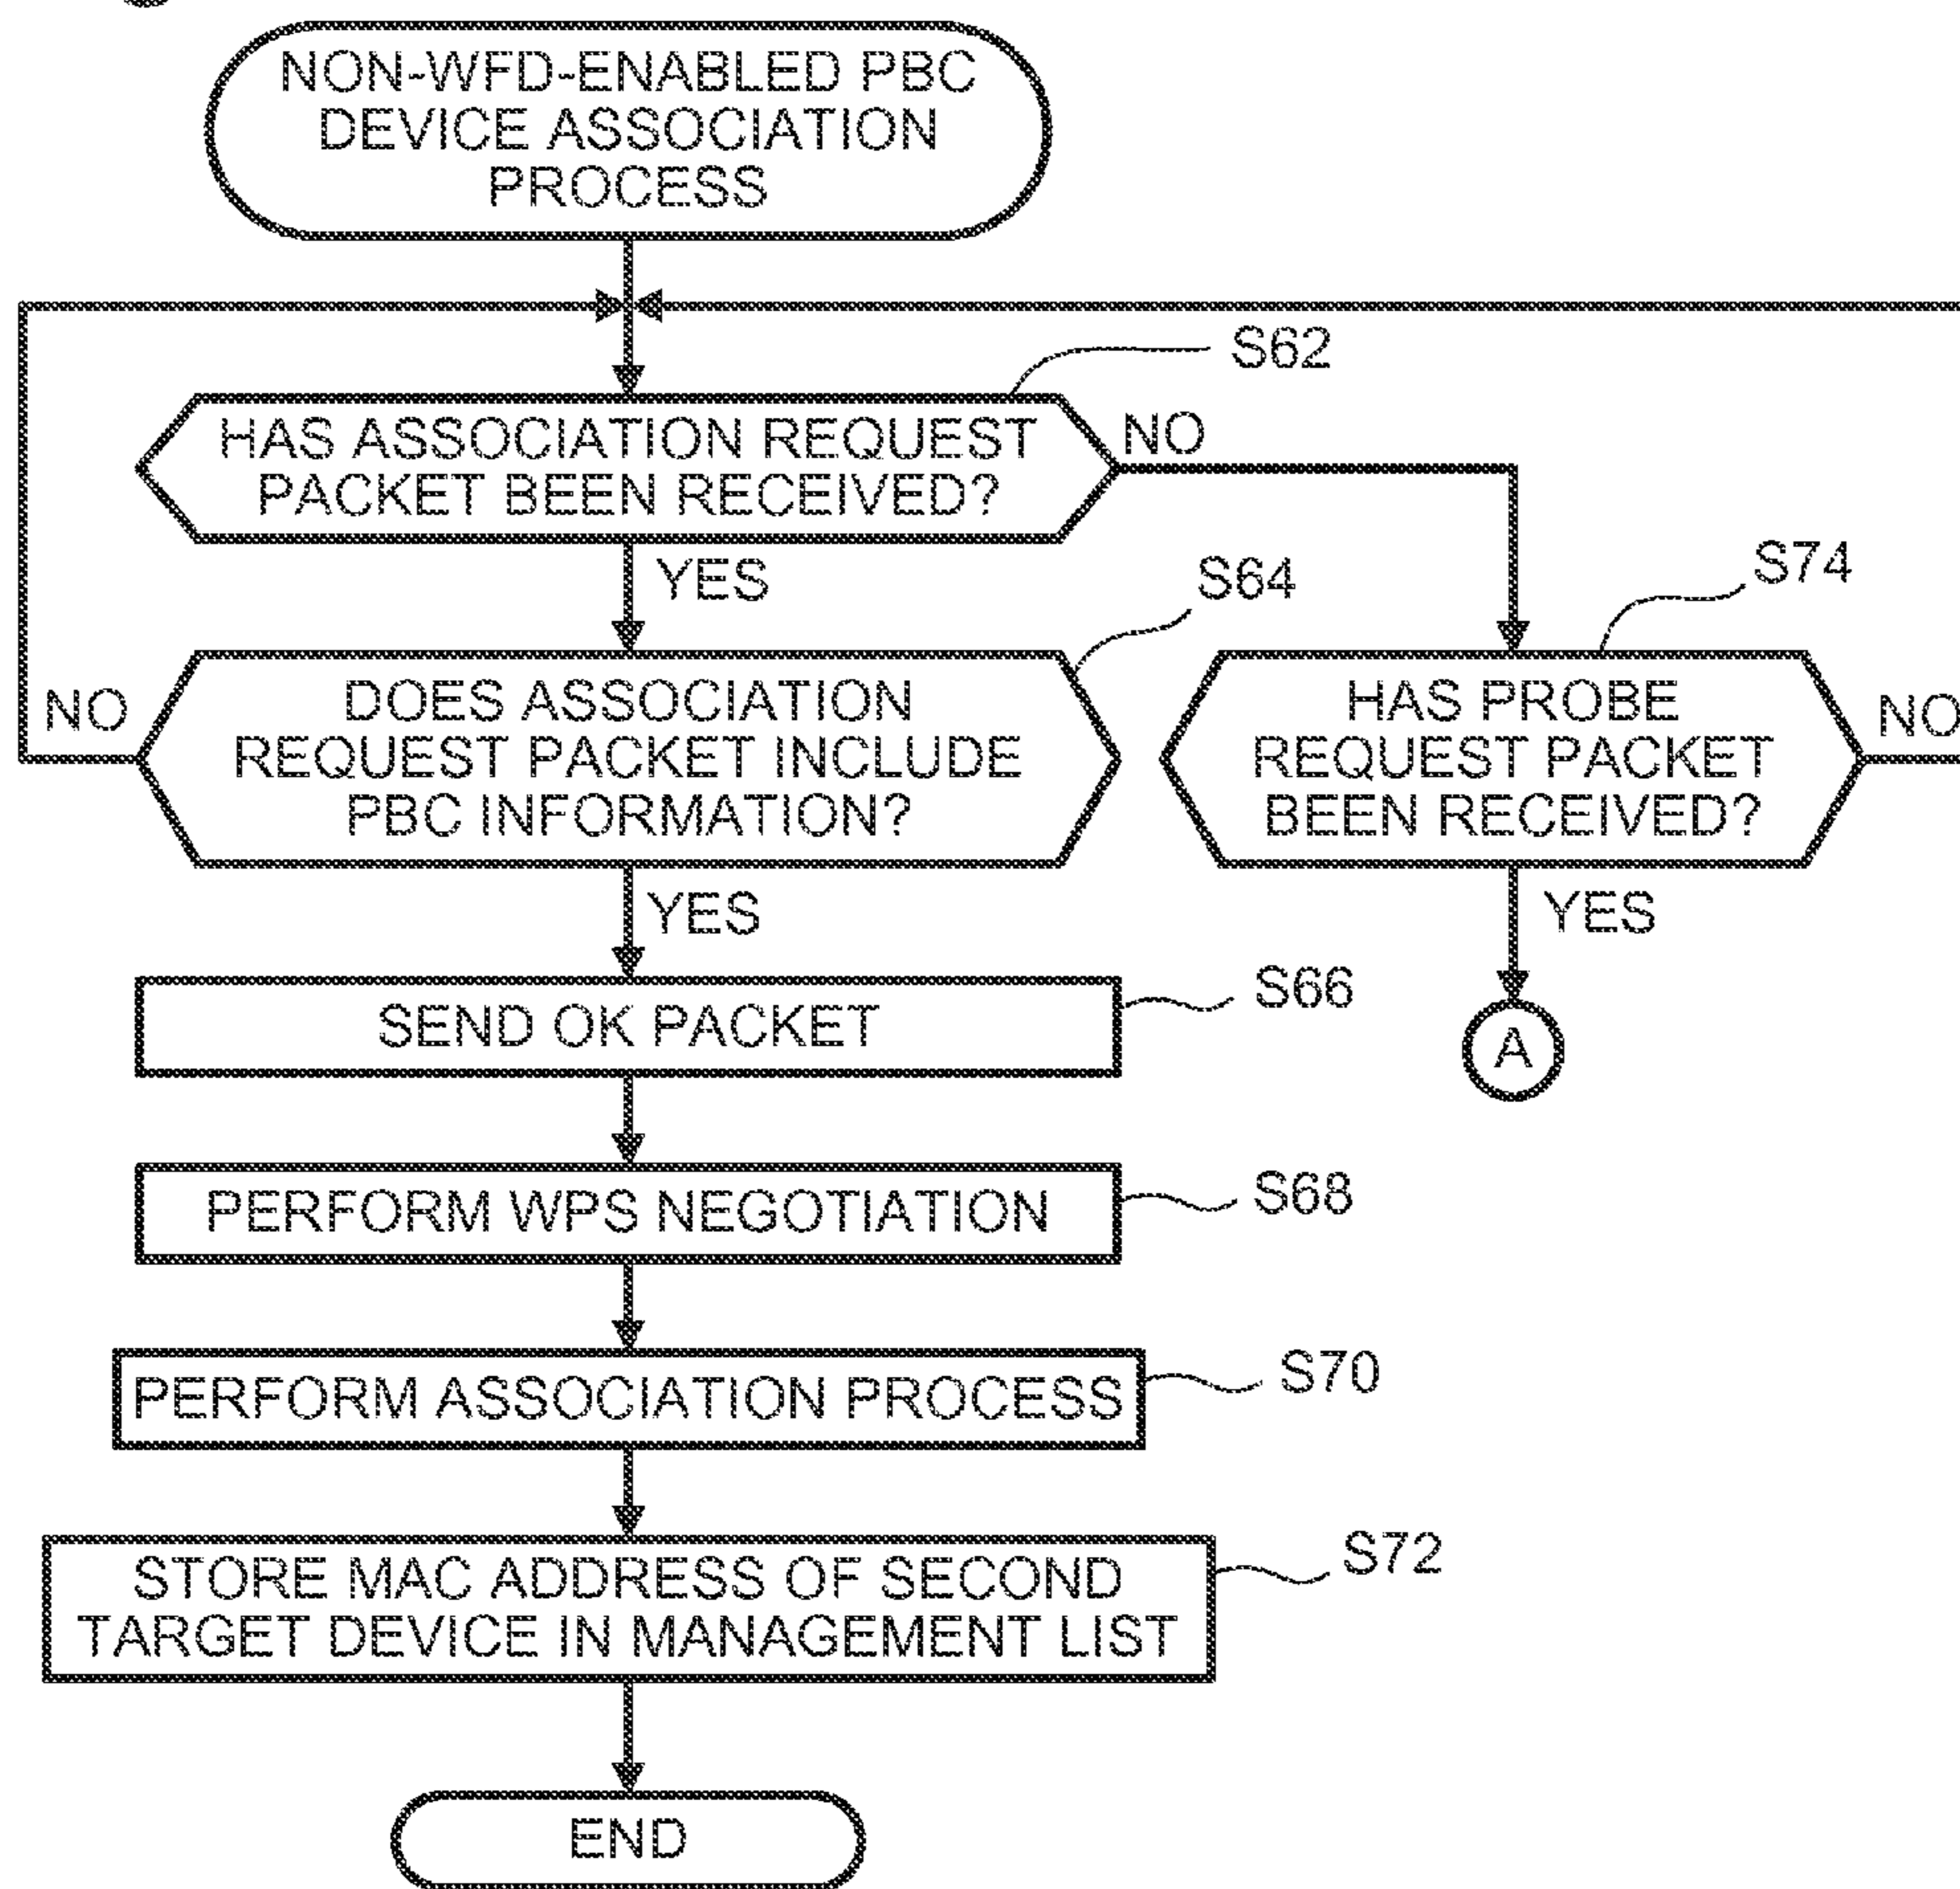 NON-WFD-ENABLED PBC
DEVICE ASSOCIATION
PROCESS
S62
HAS ASSOCIATION REQUEST
PACKET BEEN RECEIVED?
NO
YES
S64
S74
NO
DOES ASSOCIATION
REQUEST PACKET INCLUDE
PBC INFORMATION?
HAS PROBE
REQUEST PACKET
BEEN RECEIVED?
NO
YES
YES
SEND OK PACKET
S66
A
PERFORM WPS NEGOTIATION
S68
PERFORM ASSOCIATION PROCESS
S70
STORE MAC ADDRESS OF SECOND
TARGET DEVICE IN MANAGEMENT LIST
S72
END